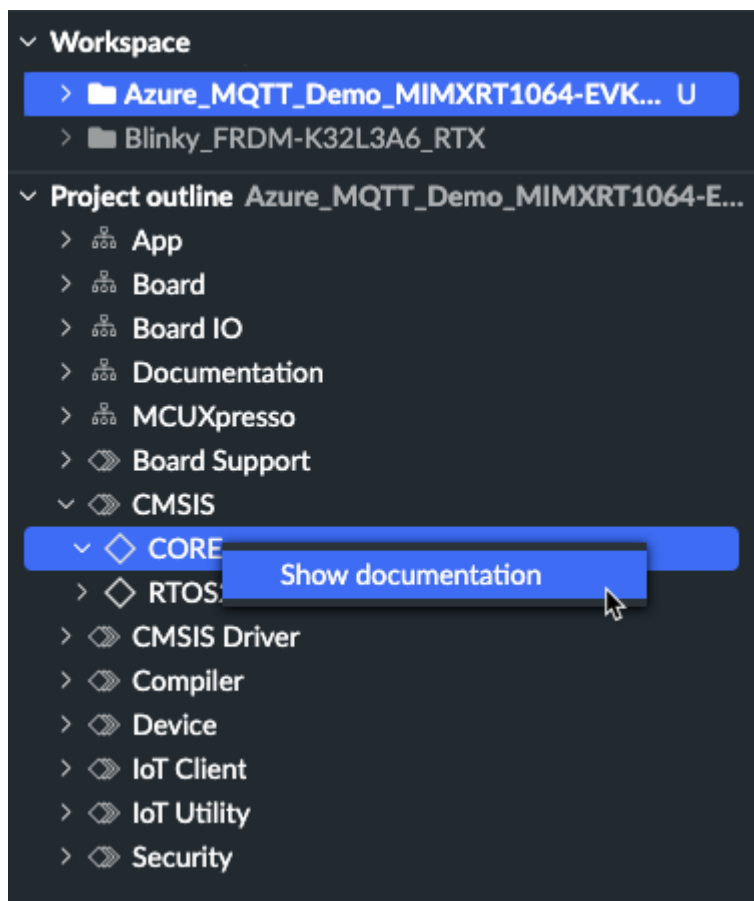 Workspace
Azure_MQTT_Demo_MIMXRT1064-EVK... U
Blinky_FRDM-K32L3A6_RTX
Project outline Azure_MQTT_Demo_MIMXRT1064-E...
App
Board
Board IO
Documentation
MCUXpresso
Board Support
CMSIS
CORE
Show documentation
RTOS
CMSIS Driver
Compiler
Device
IoT Client
IoT Utility
Security